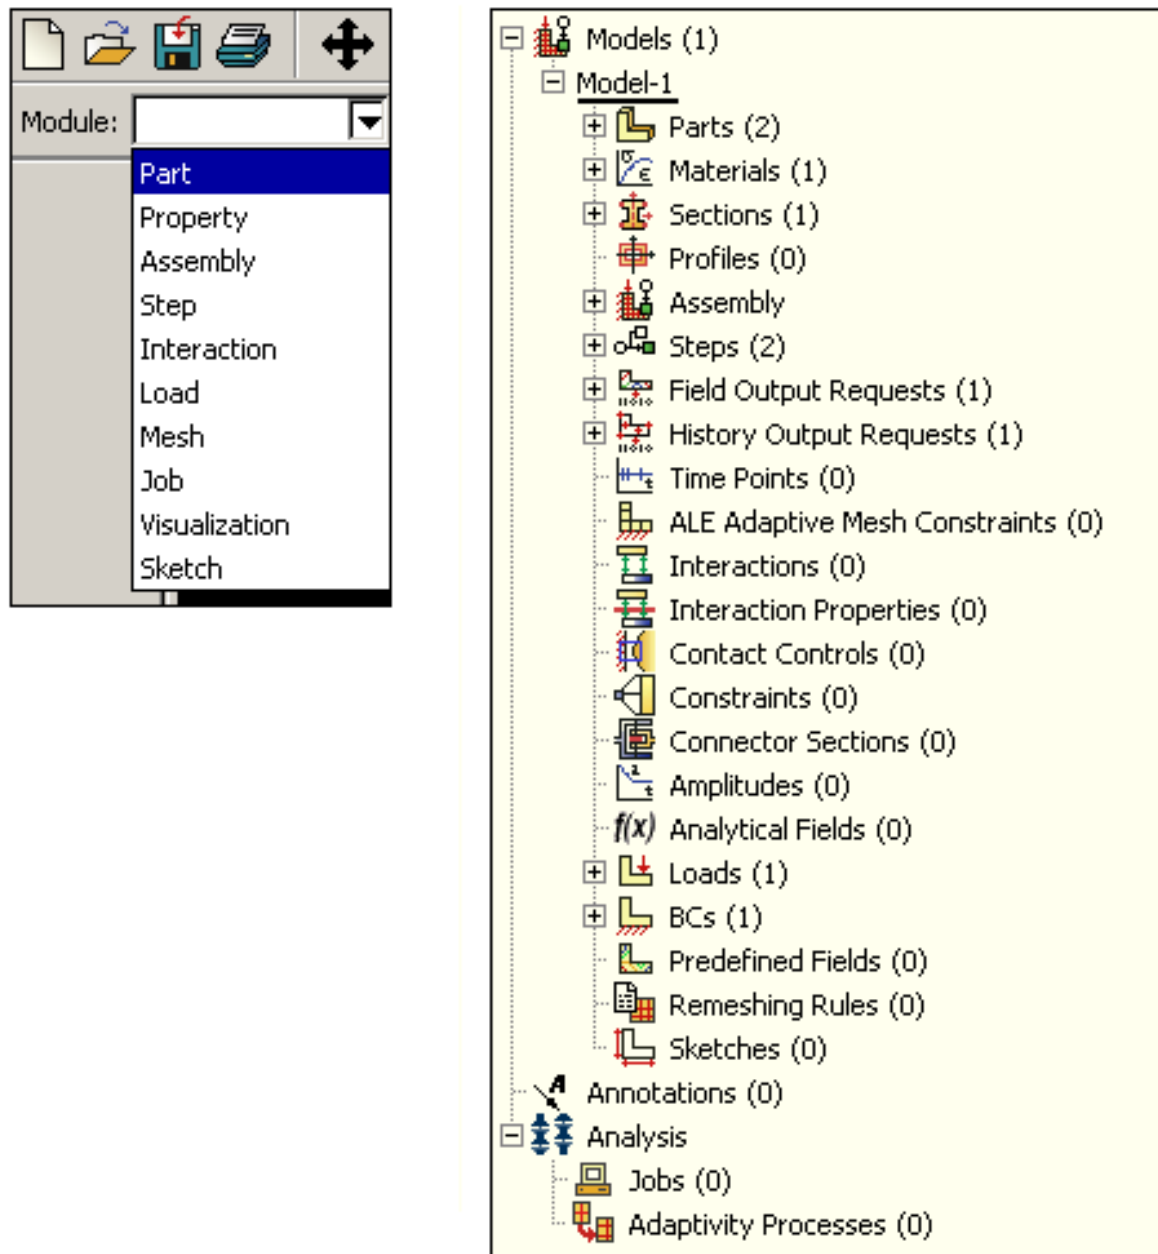 Module:
Part
Property
Assembly
Step
Interaction
Load
Mesh
Job
Visualization
Sketch
Models (1)
Model-1
Parts (2)
Materials (1)
Sections (1)
Profiles (0)
Assembly
Steps (2)
Field Output Requests (1)
History Output Requests (1)
Time Points (0)
ALE Adaptive Mesh Constraints (0)
Interactions (0)
Interaction Properties (0)
Contact Controls (0)
Constraints (0)
Connector Sections (0)
Amplitudes (0)
f(x) Analytical Fields (0)
Loads (1)
BCs (1)
Predefined Fields (0)
Remeshing Rules (0)
Sketches (0)
A Annotations (0)
Analysis
Jobs (0)
Adaptivity Processes (0)